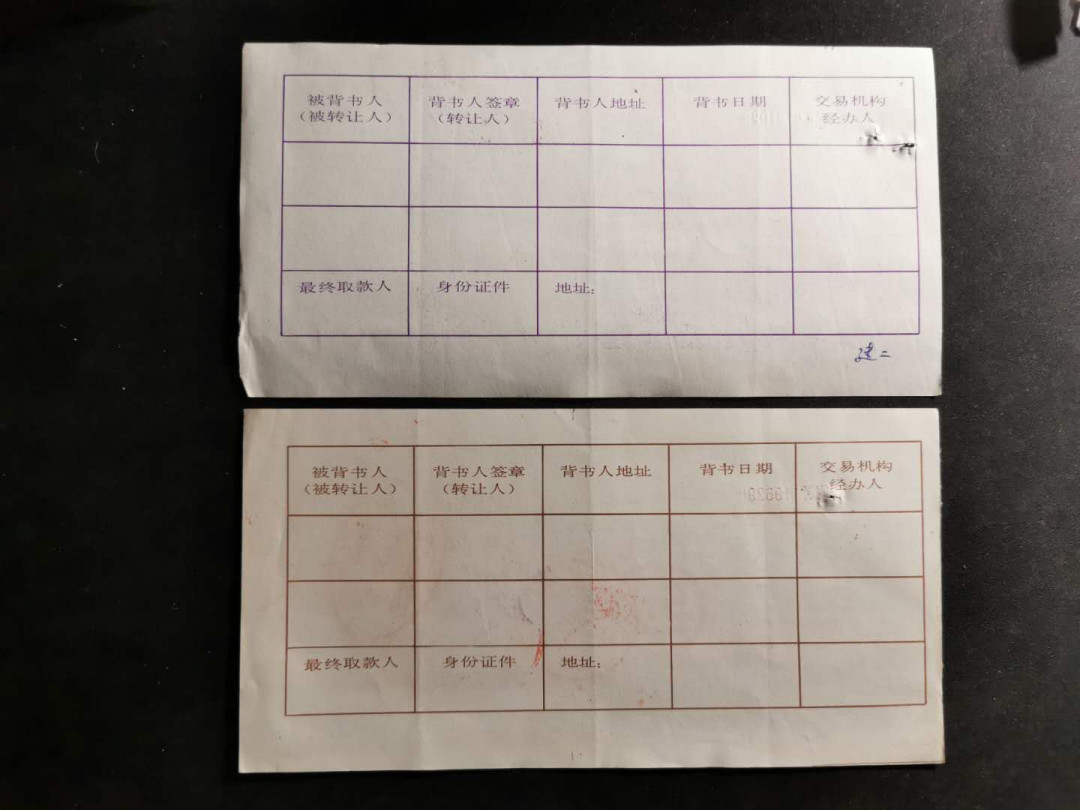 被背书人 背书人签章 背书人地址 背书日期 交易机构
（被转让人） （转让人） 经办人
最终取款人 身份证件 地址：
建二
被背书人 背书人签章 背书人地址 背书日期 交易机构
（被转让人） （转让人） 经办人
最终取款人 身份证件 地址：